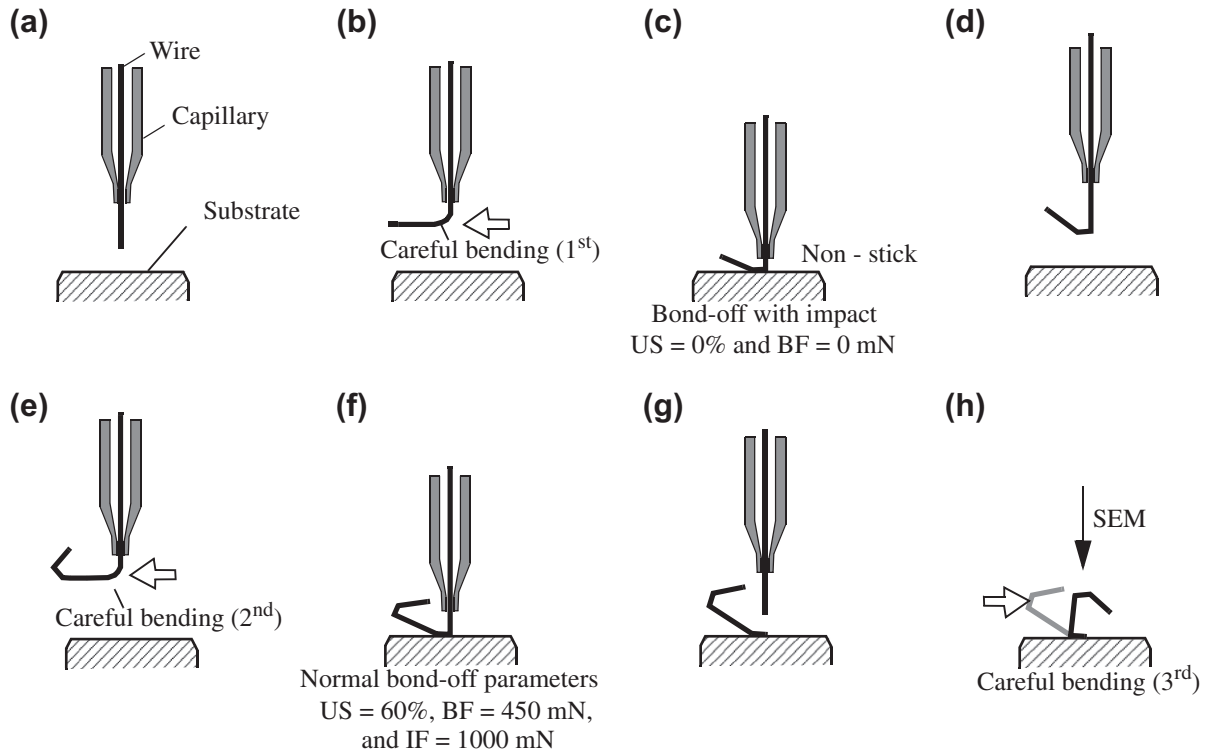 (a)
Wire
Capillary
Substrate
(b)
Careful bending (1st)
(c)
Non - stick
Bond-off with impact
US = 0% and BF = 0 mN
(d)
(e)
Careful bending (2nd)
(f)
Normal bond-off parameters
US = 60%, BF = 450 mN,
and IF = 1000 mN
(g)
(h)
SEM
Careful bending (3rd)